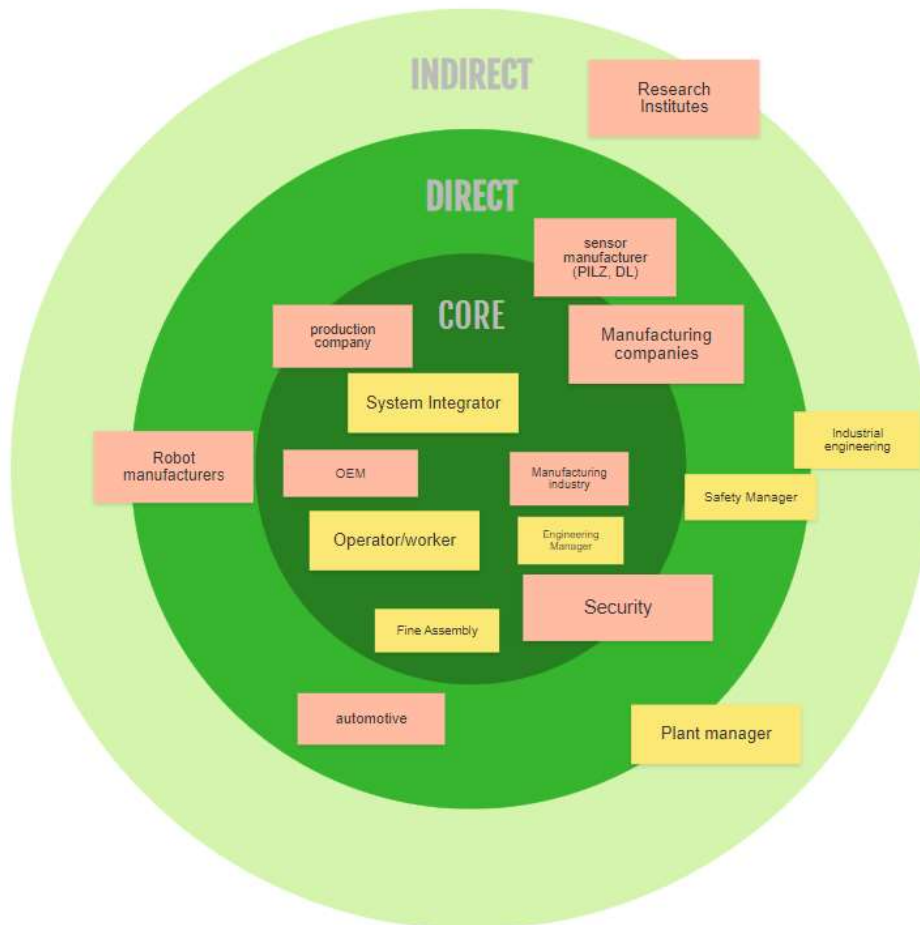 INDIRECT
Research
Institutes
DIRECT
sensor
manufacturer
(PILZ, DL)
CORE
production
company
Manufacturing
companies
System Integrator
Industrial
engineering
Robot
manufacturers
OEM
Manufacturing
industry
Safety Manager
Operator/worker
Engineering
Manager
Security
Fine Assembly
automotive
Plant manager